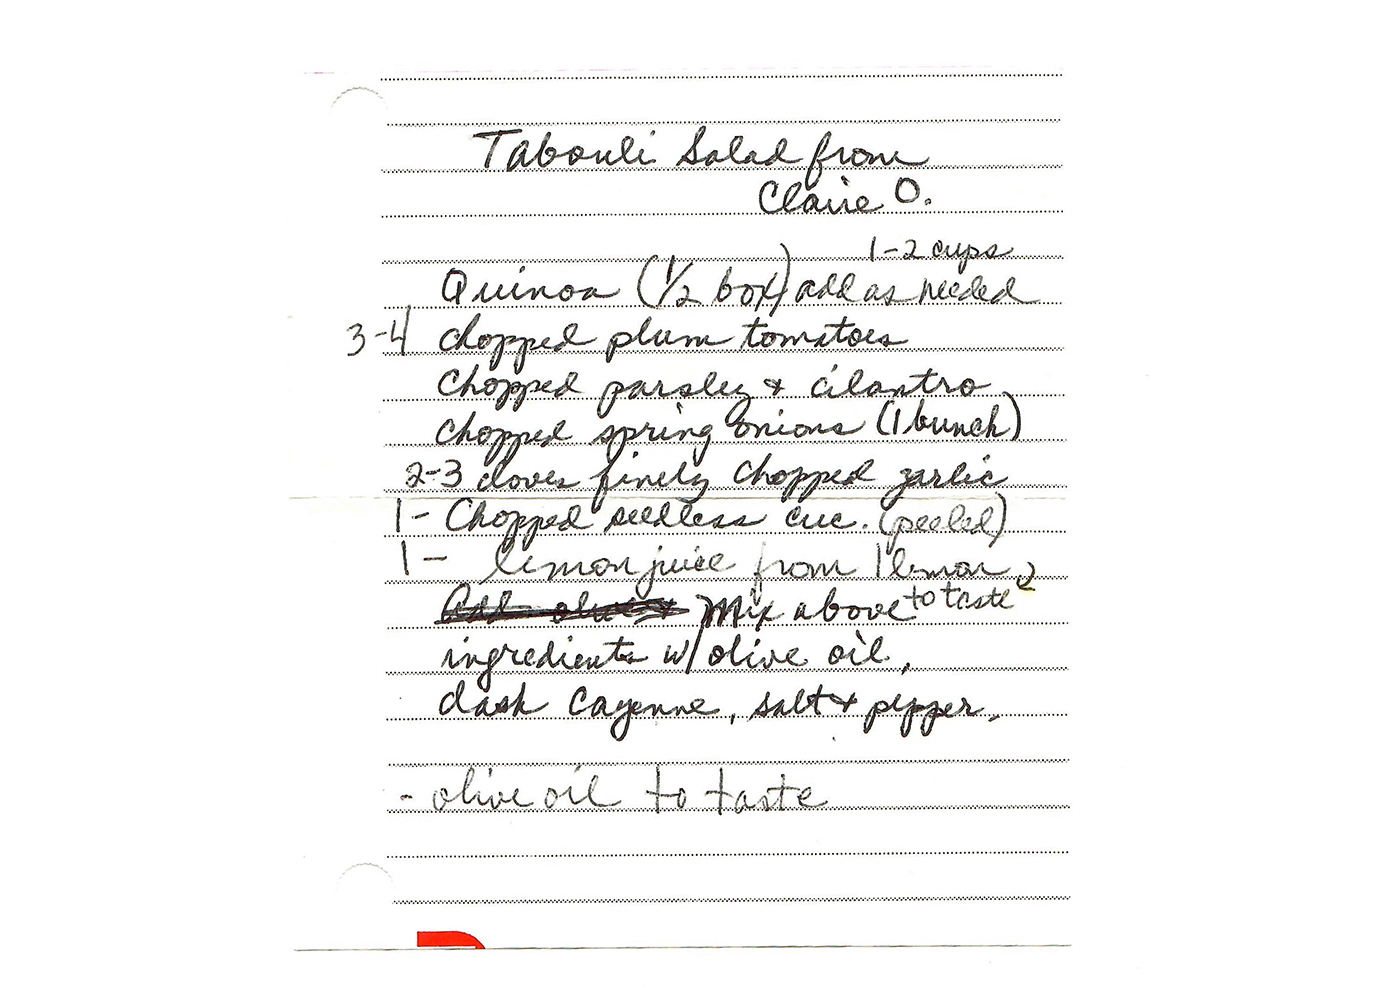 Tabouli Salad from
Claire O.
1-2 cups
Quinoa (1/2 box) add as needed
3-4 chopped plum tomatoes
chopped parsley & cilantro
chopped spring onions (1 bunch)
2-3 cloves finely chopped garlic
1- Chopped seedless cuc. (peeled)
1- lemon juice from 1 lemon
to taste
Mix above
ingredients w/ olive oil,
dash Cayenne, salt & pepper.
- olive oil to taste